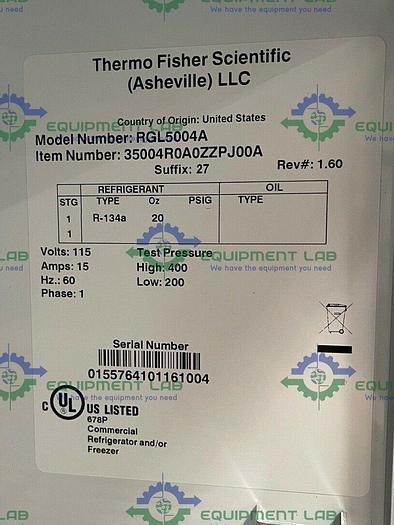 Thermo Fisher Scientific
(Asheville) LLC
Country of Origin: United States
Model Number: RGL5004A
Item Number: 35004R0A0ZZPJ00A
Suffix: 27
Rev#: 1.60
REFRIGERANT OIL
STG TYPE Oz PSIG TYPE
1 R-134a 20
1
Volts: 115
Amps: 15
Hz.: 60
Phase: 1
Test Pressure
High: 400
Low: 200
Serial Number
0155764101161004
C UL US LISTED
678P
Commercial
Refrigerator and/or
Freezer
EQUIPMENT LAB
We have the equipment you need